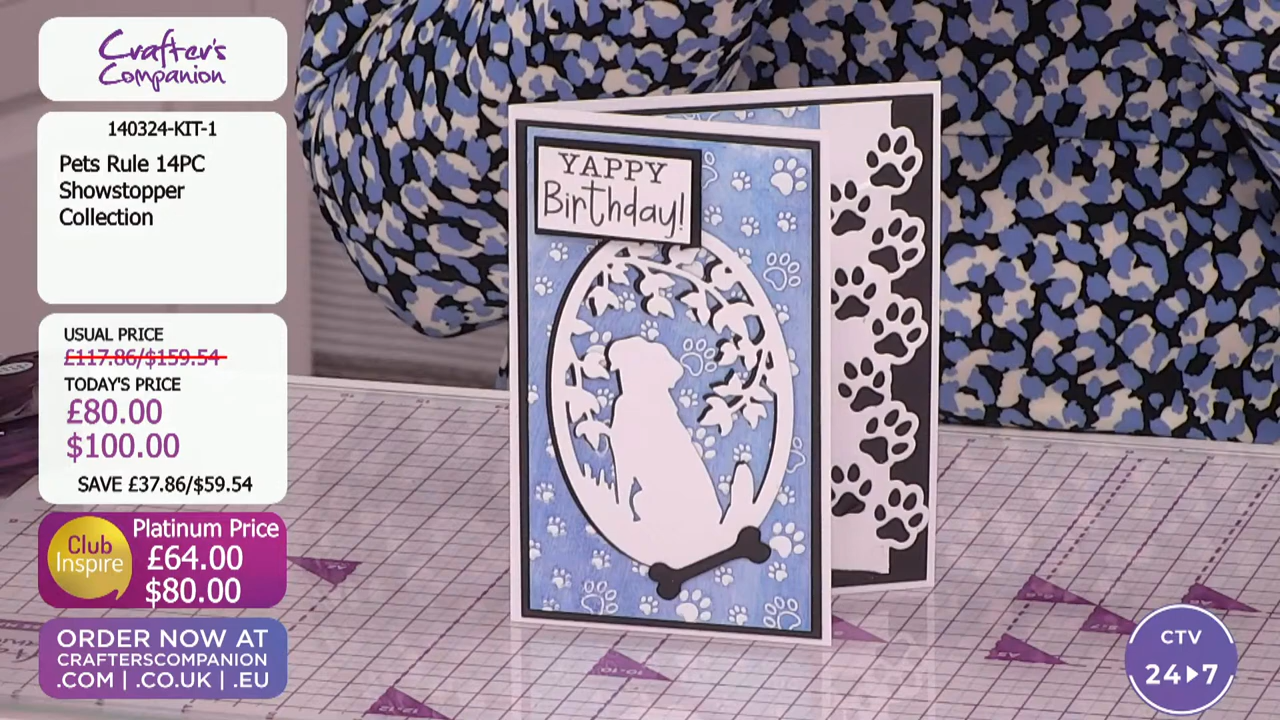 Crafter's
Companion
140324-KIT-1
Pets Rule 14PC
Showstopper
Collection
USUAL PRICE
£117.86/$159.54
TODAY'S PRICE
£80.00
$100.00
SAVE £37.86/$59.54
Club
Inspire
Platinum Price
£64.00
$80.00
ORDER NOW AT
CRAFTERSCOMPANION
.COM | .CO.UK | .EU
YAPPY
Birthday!
CTV
24▶7